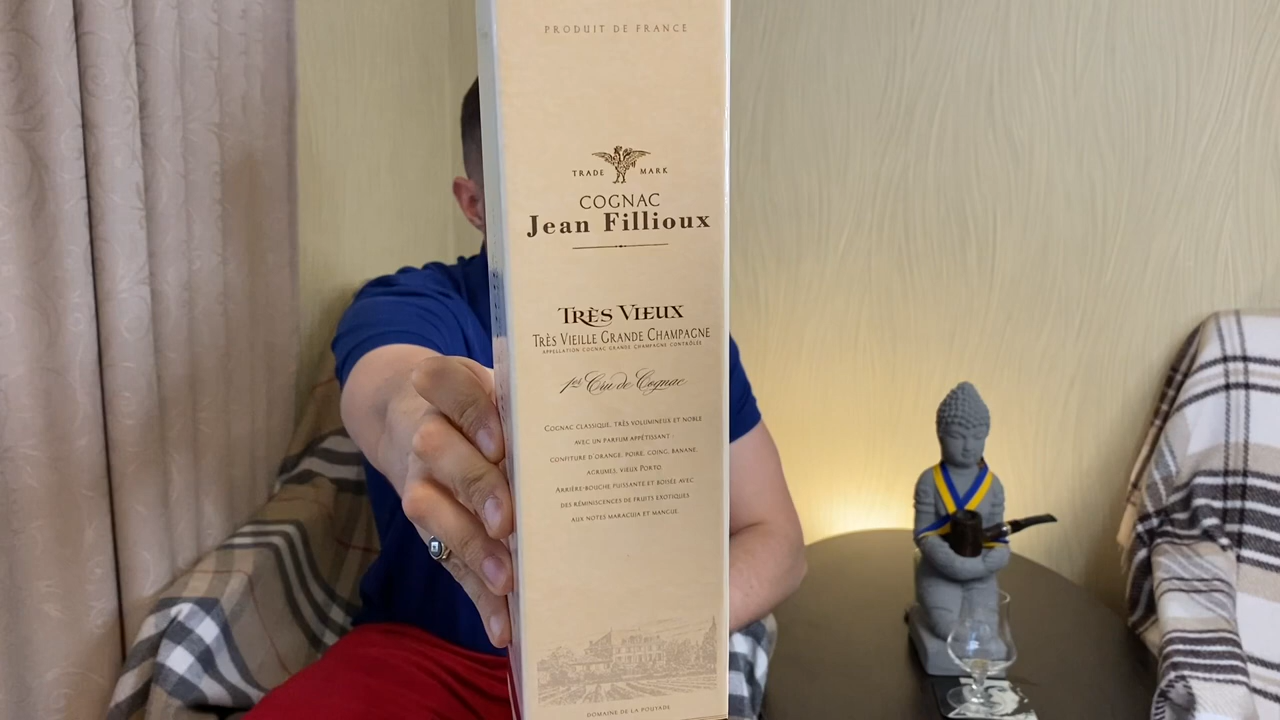 PRODUIT DE FRANCE
TRADE MARK
COGNAC
Jean Fillioux
TRÈS VIEUX
TRÈS VIEILLE GRANDE CHAMPAGNE
APPELLATION COGNAC GRANDE CHAMPAGNE CONTRÔLÉE
1er Cru de Cognac
COGNAC CLASSIQUE, TRÈS VOLUMINEUX ET NOBLE
AVEC UN PARFUM APPÉTISSANT :
CONFITURE D'ORANGE, POIRE, COING, BANANE,
AGRUMES, VIEUX PORTO.
ARRIÈRE-BOUCHE PUISSANTE ET BOISÉE AVEC
DES RÉMINISCENCES DE FRUITS EXOTIQUES
AUX NOTES MARACUJA ET MANGUE.
DOMAINE DE LA POUYADE